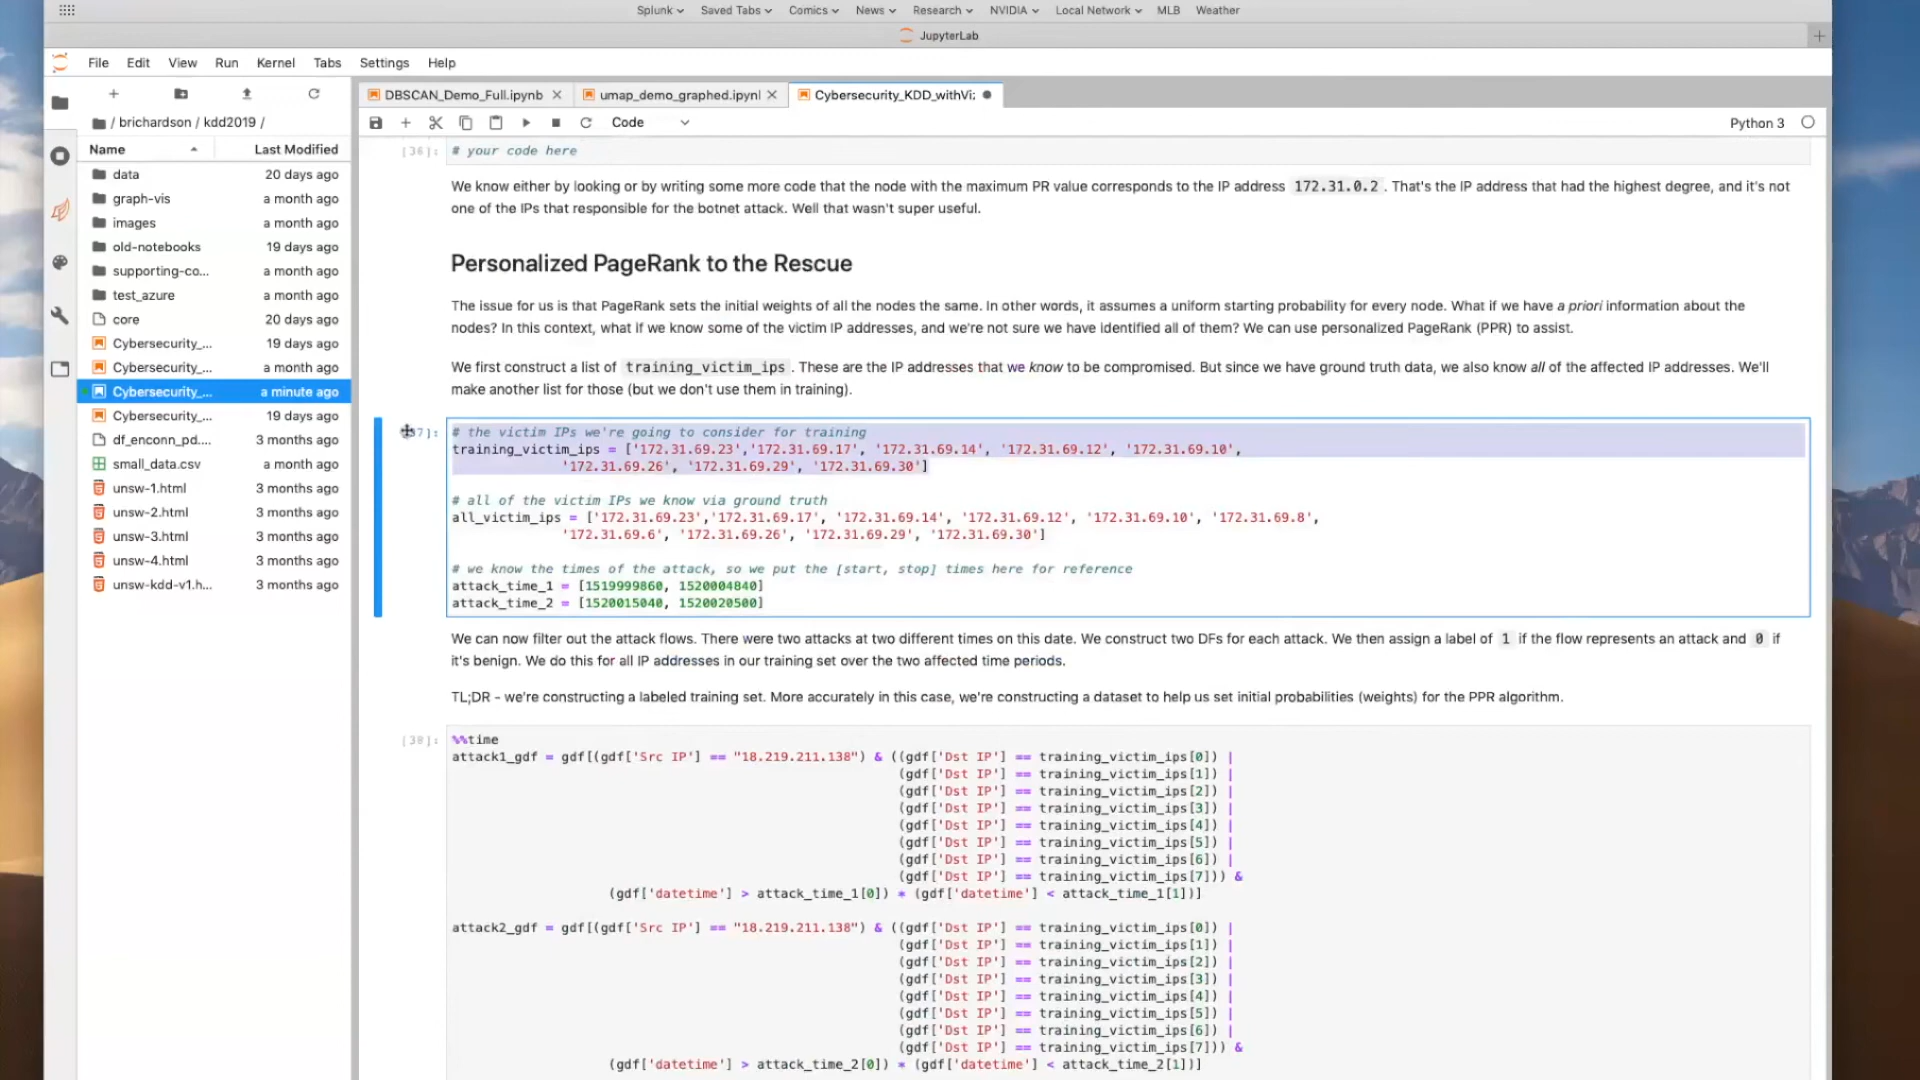 Splunk Saved Tabs Comics News Research NVIDIA Local Network MLB Weather
JupyterLab
File Edit View Run Kernel Tabs Settings Help
DBSCAN_Demo_Full.ipynb umap_demo_graphed.ipynl Cybersecurity_KDD_withVi;
/ brichardson / kdd2019 /
Code
Python 3
Name Last Modified
data 20 days ago
graph-vis a month ago
images a month ago
old-notebooks 19 days ago
supporting-co... a month ago
test_azure a month ago
core 20 days ago
Cybersecurity_... 19 days ago
Cybersecurity_... a month ago
Cybersecurity_... a minute ago
Cybersecurity_... 19 days ago
df_enconn_pd.... 3 months ago
small_data.csv a month ago
unsw-1.html 3 months ago
unsw-2.html 3 months ago
unsw-3.html 3 months ago
unsw-4.html 3 months ago
unsw-kdd-v1.h... 3 months ago
[36]: # your code here
We know either by looking or by writing some more code that the node with the maximum PR value corresponds to the IP address 172.31.0.2 . That's the IP address that had the highest degree, and it's not
one of the IPs that responsible for the botnet attack. Well that wasn't super useful.
Personalized PageRank to the Rescue
The issue for us is that PageRank sets the initial weights of all the nodes the same. In other words, it assumes a uniform starting probability for every node. What if we have a priori information about the
nodes? In this context, what if we know some of the victim IP addresses, and we're not sure we have identified all of them? We can use personalized PageRank (PPR) to assist.
We first construct a list of training_victim_ips . These are the IP addresses that we know to be compromised. But since we have ground truth data, we also know all of the affected IP addresses. We'll
make another list for those (but we don't use them in training).
37]: # the victim IPs we're going to consider for training
training_victim_ips = ['172.31.69.23','172.31.69.17', '172.31.69.14', '172.31.69.12', '172.31.69.10',
'172.31.69.26', '172.31.69.29', '172.31.69.30']
# all of the victim IPs we know via ground truth
all_victim_ips = ['172.31.69.23','172.31.69.17', '172.31.69.14', '172.31.69.12', '172.31.69.10', '172.31.69.8',
'172.31.69.6', '172.31.69.26', '172.31.69.29', '172.31.69.30']
# we know the times of the attack, so we put the [start, stop] times here for reference
attack_time_1 = [1519999860, 1520004840]
attack_time_2 = [1520015040, 1520020500]
We can now filter out the attack flows. There were two attacks at two different times on this date. We construct two DFs for each attack. We then assign a label of 1 if the flow represents an attack and 0 if
it's benign. We do this for all IP addresses in our training set over the two affected time periods.
TL;DR - we're constructing a labeled training set. More accurately in this case, we're constructing a dataset to help us set initial probabilities (weights) for the PPR algorithm.
[38]: %%time
attack1_gdf = gdf[(gdf['Src IP'] == "18.219.211.138") & ((gdf['Dst IP'] == training_victim_ips[0]) |
(gdf['Dst IP'] == training_victim_ips[1]) |
(gdf['Dst IP'] == training_victim_ips[2]) |
(gdf['Dst IP'] == training_victim_ips[3]) |
(gdf['Dst IP'] == training_victim_ips[4]) |
(gdf['Dst IP'] == training_victim_ips[5]) |
(gdf['Dst IP'] == training_victim_ips[6]) |
(gdf['Dst IP'] == training_victim_ips[7])) &
(gdf['datetime'] > attack_time_1[0]) * (gdf['datetime'] < attack_time_1[1])]
attack2_gdf = gdf[(gdf['Src IP'] == "18.219.211.138") & ((gdf['Dst IP'] == training_victim_ips[0]) |
(gdf['Dst IP'] == training_victim_ips[1]) |
(gdf['Dst IP'] == training_victim_ips[2]) |
(gdf['Dst IP'] == training_victim_ips[3]) |
(gdf['Dst IP'] == training_victim_ips[4]) |
(gdf['Dst IP'] == training_victim_ips[5]) |
(gdf['Dst IP'] == training_victim_ips[6]) |
(gdf['Dst IP'] == training_victim_ips[7])) &
(gdf['datetime'] > attack_time_2[0]) * (gdf['datetime'] < attack_time_2[1])]